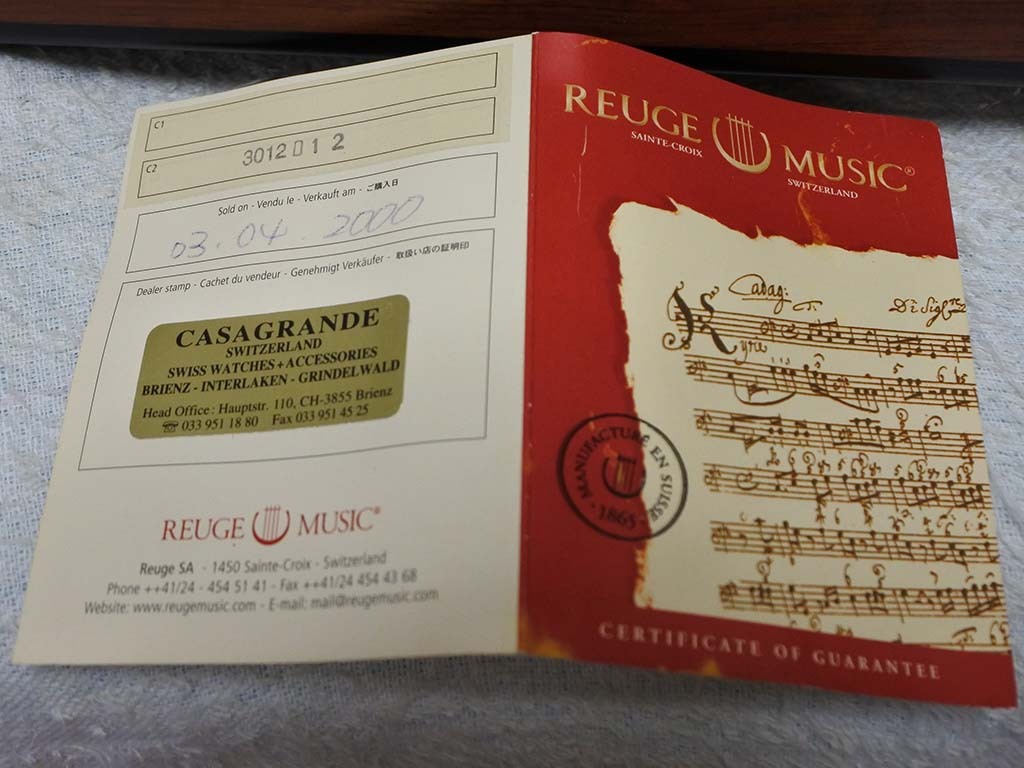 C1
C2
3012 12
Sold on - Vendu le - Verkauft am - ご購入日
03.04.2000
Dealer stamp - Cachet du vendeur - Genehmigt Verkäufer - 取扱い店の証明印
CASAGRANDE
SWITZERLAND
SWISS WATCHES + ACCESSORIES
BRIENZ - INTERLAKEN - GRINDELWALD
Head Office: Hauptstr. 110, CH-3855 Brienz
☎ 033 951 18 80 Fax 033 951 45 25
REUGE MUSIC®
Reuge SA - 1450 Sainte-Croix - Switzerland
Phone ++41/24 - 454 51 41 - Fax ++41/24 454 43 68
Website: www.reugemusic.com - E-mail: mail@reugemusic.com
REUGE MUSIC®
SAINTE-CROIX
SWITZERLAND
Kyrie
MANUFACTURE EN SUISSE
· 1865 ·
CERTIFICATE OF GUARANTEE